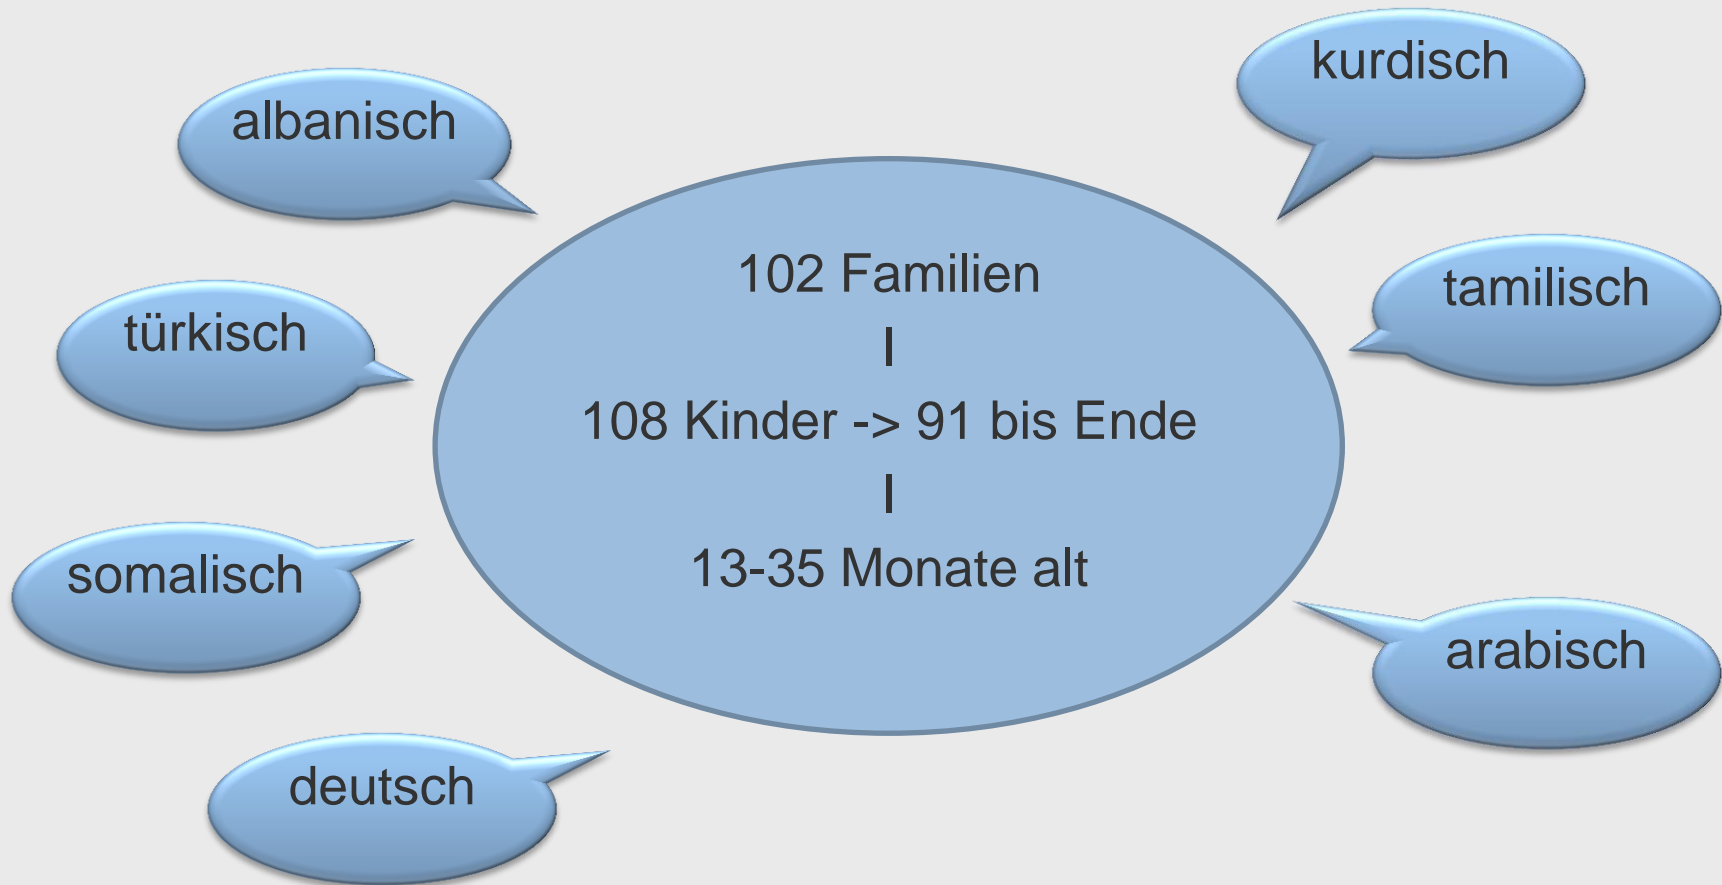 kurdisch
albanisch
102 Familien
tamilisch
türkisch
108 Kinder -> 91 bis Ende
13-35 Monate alt
somalisch
arabisch
deutsch